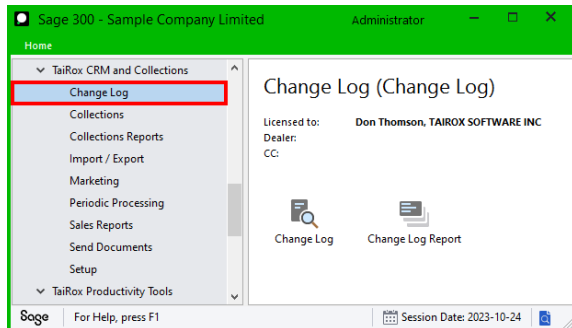 Sage 300 - Sample Company Limited Administrator
Home
TaiRox CRM and Collections
Change Log
Collections
Collections Reports
Import / Export
Marketing
Periodic Processing
Sales Reports
Send Documents
Setup
TaiRox Productivity Tools
Change Log (Change Log)
Licensed to: Don Thomson, TAIROX SOFTWARE INC
Dealer:
CC:
Change Log Change Log Report
Sage For Help, press F1 Session Date: 2023-10-24